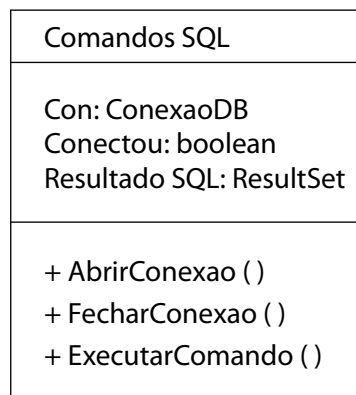 Comandos SQL
Con: ConexaoDB
Conectou: boolean
Resultado SQL: ResultSet
+ AbrirConexao ( )
+ FecharConexao ( )
+ ExecutarComando ( )